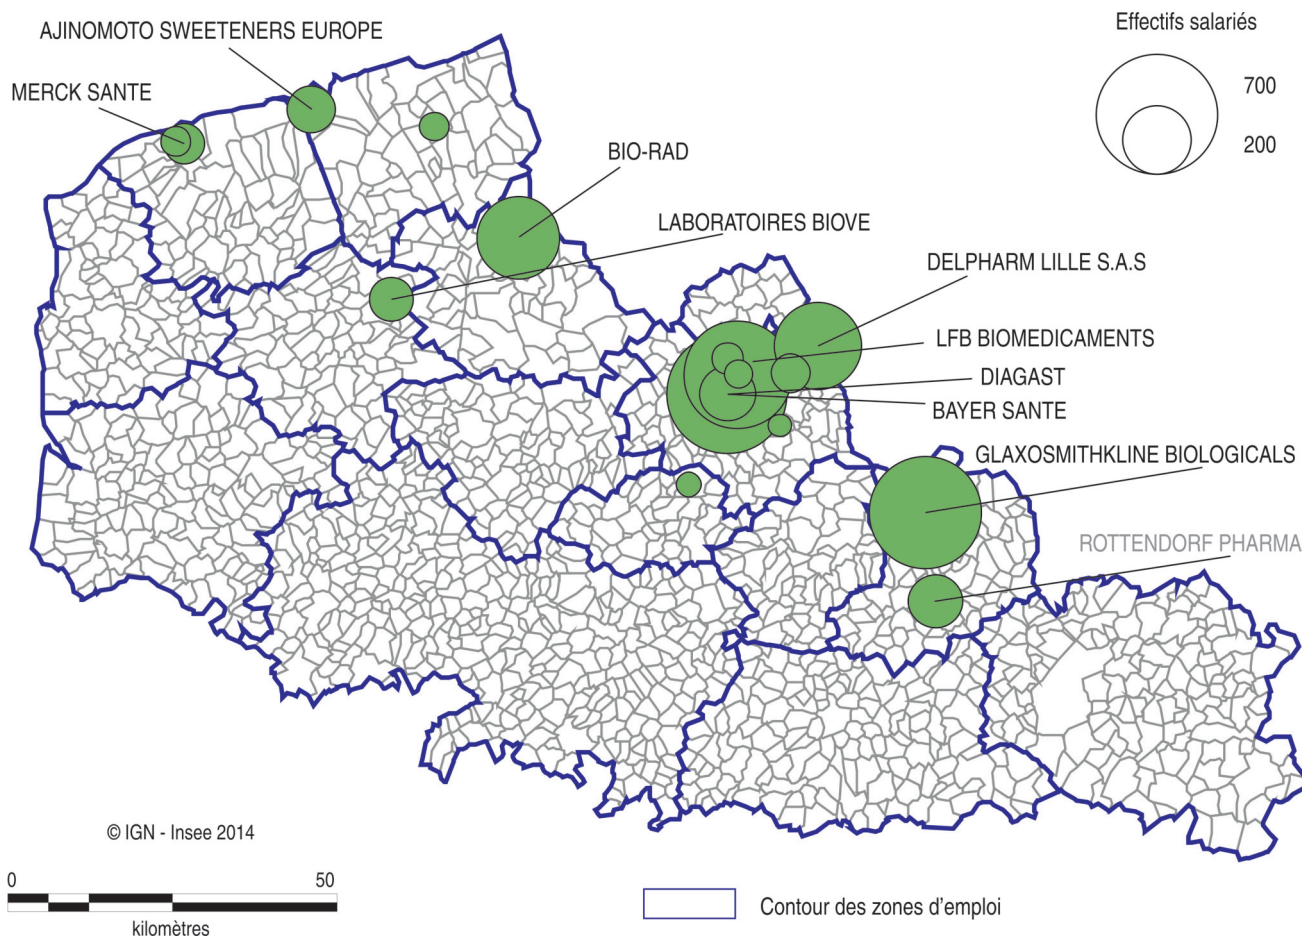 AJINOMOTO SWEETENERS EUROPE
MERCK SANTE
Effectifs salariés
700
200
BIO-RAD
LABORATOIRES BIOVE
DELPHARM LILLE S.A.S
LFB BIOMEDICAMENTS
DIAGAST
BAYER SANTE
GLAXOSMITHKLINE BIOLOGICALS
ROTTENDORF PHARMA
© IGN - Insee 2014
0 50
kilomètres
Contour des zones d'emploi